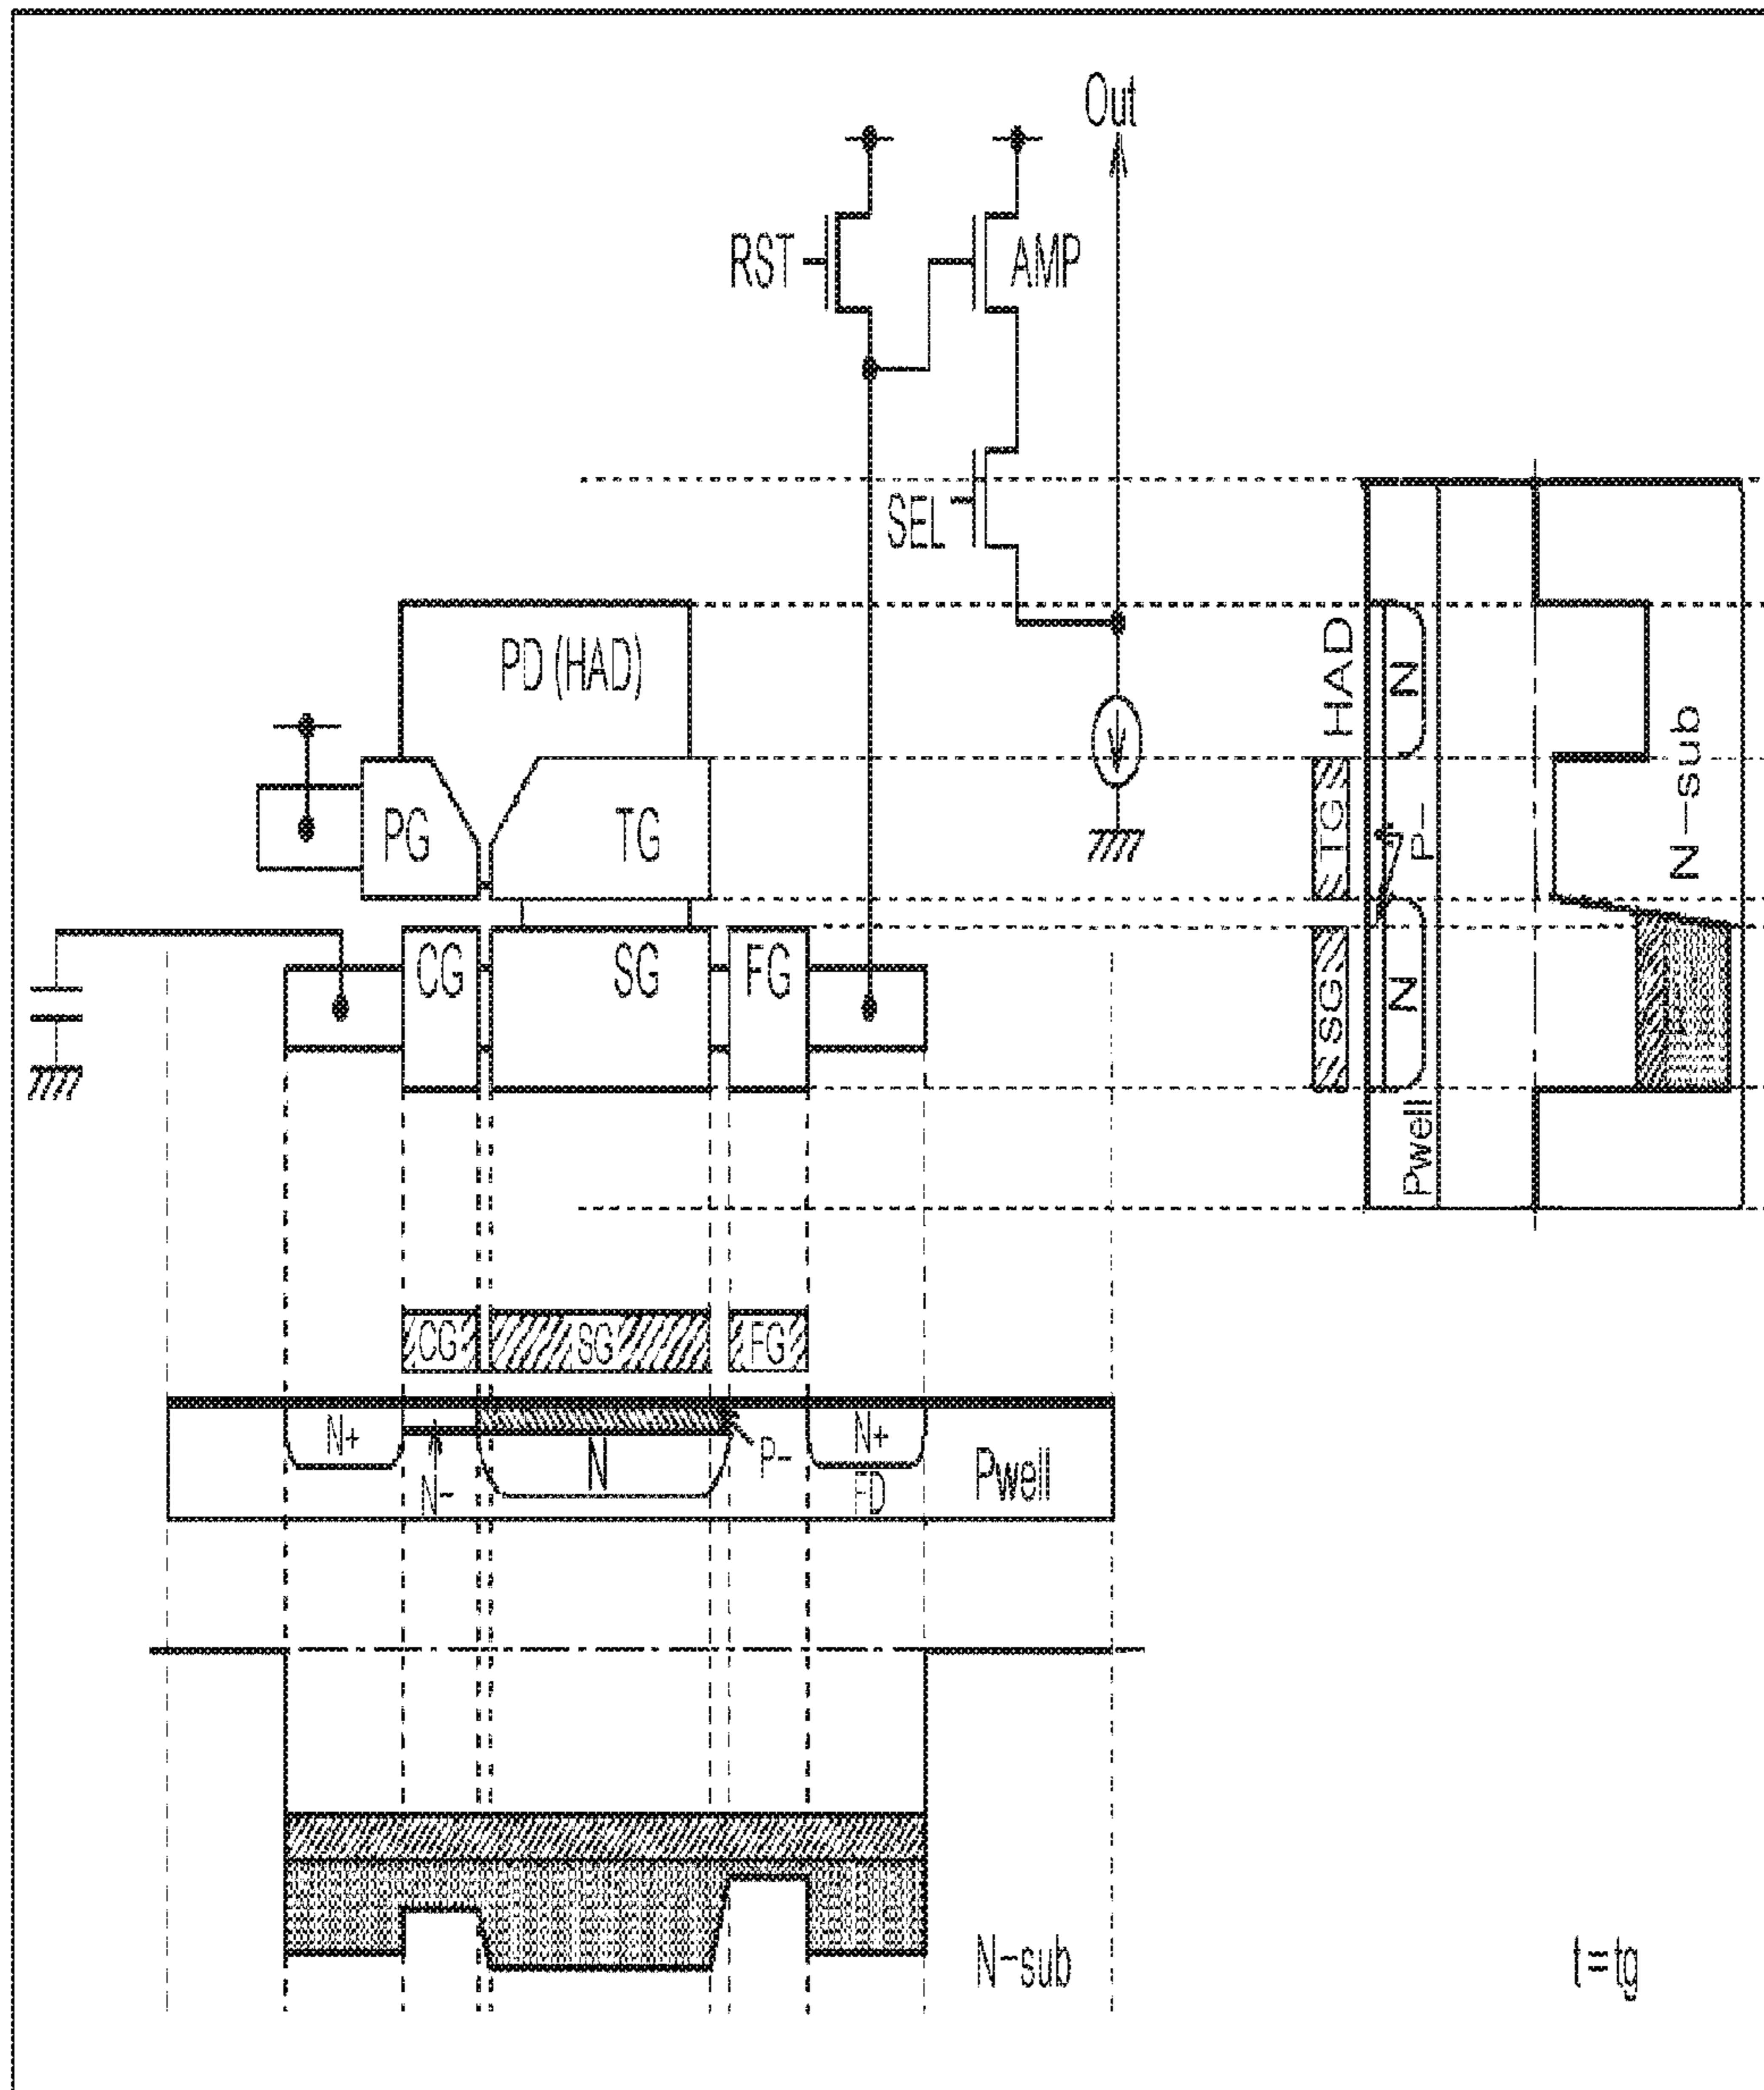 Out
RST
AMP
SEL
PD (HAD)
HAD
N
N-sub
PG
TG
TG
P-
CG
SG
FG
SG
N
Pwell
CG
SG
FG
N+
N-
N
P-
N+
FD
Pwell
N-sub
t=tg